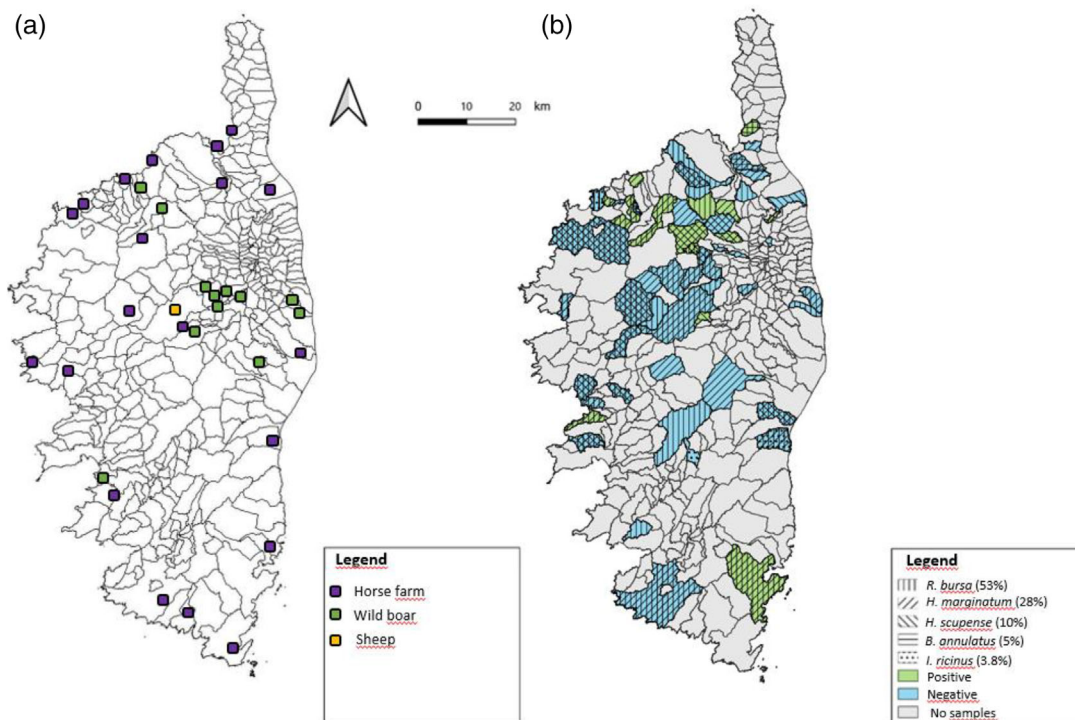 (a)
(b)
0 10 20 km
Legend
Horse farm
Wild boar
Sheep
Legend
R. bursa (53%)
H. marginatum (28%)
H. scupense (10%)
B. annulatus (5%)
I. ricinus (3.8%)
Positive
Negative
No samples